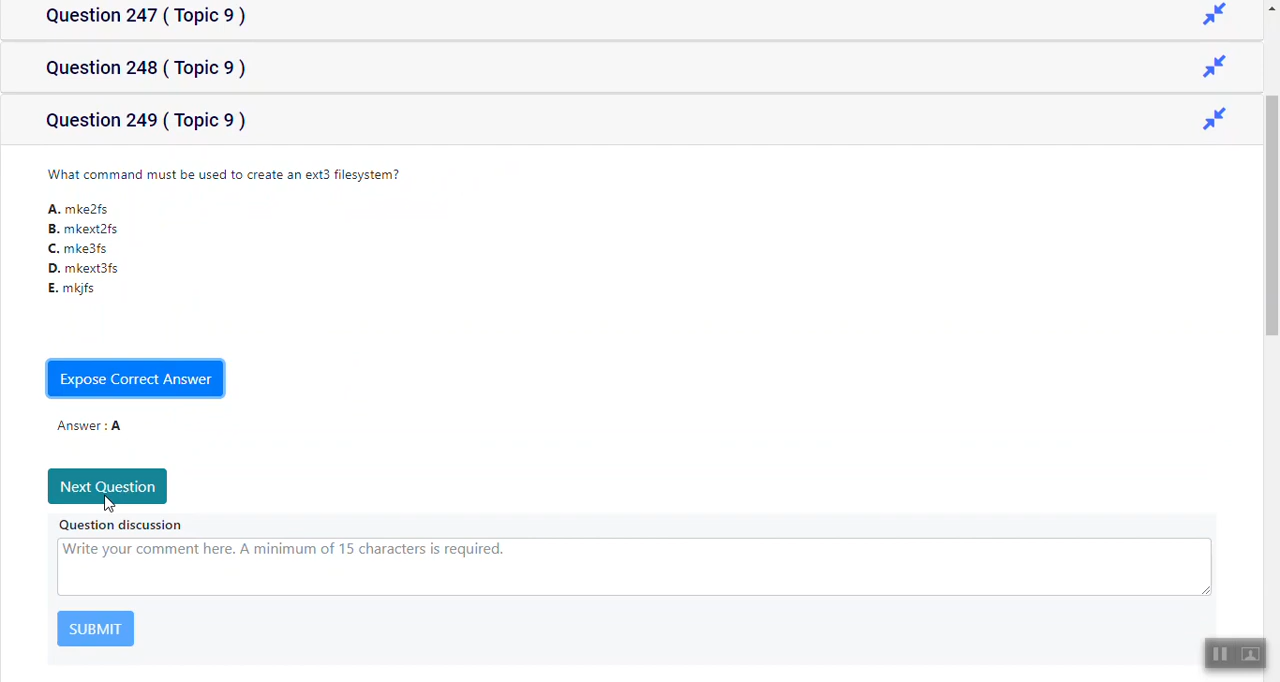 Question 247 ( Topic 9 )
Question 248 ( Topic 9 )
Question 249 ( Topic 9 )
What command must be used to create an ext3 filesystem?
A. mke2fs
B. mkext2fs
C. mke3fs
D. mkext3fs
E. mkjfs
Expose Correct Answer
Answer : A
Next Question
Question discussion
Write your comment here. A minimum of 15 characters is required.
SUBMIT